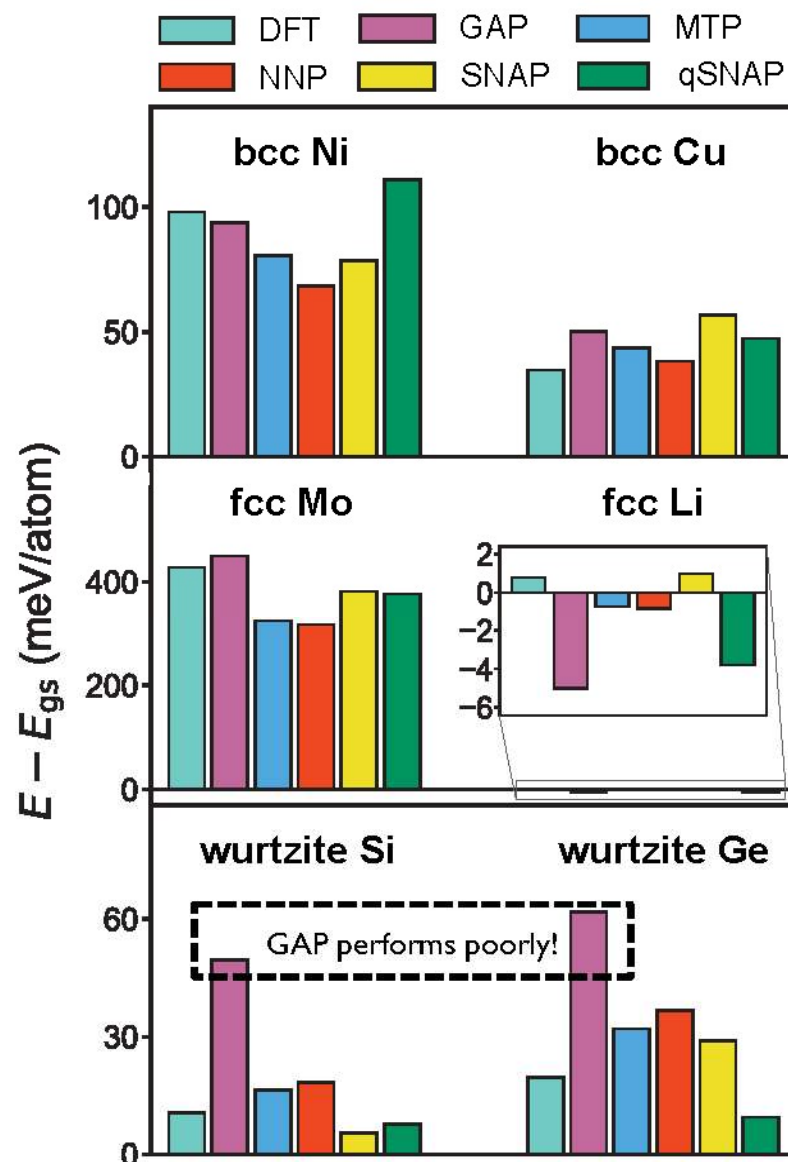 DFT GAP MTP
NNP SNAP qSNAP
bcc Ni bcc Cu
100
50
0
fcc Mo fcc Li
400
200
0
2
0
−2
−4
−6
E − Egs (meV/atom)
wurtzite Si wurtzite Ge
60
30
0
GAP performs poorly!